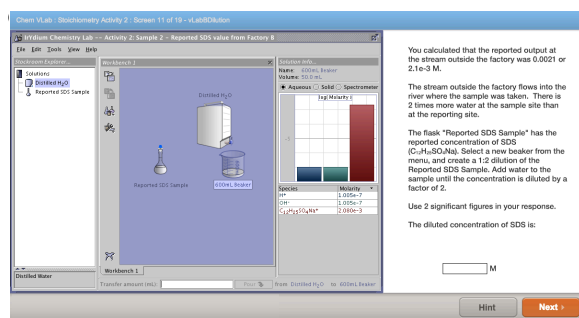 Chem VLab : Stoichiometry Activity 2 : Screen 11 of 19 - vLabBDilution
IrYdium Chemistry Lab -- Activity 2: Sample 2 - Reported SDS value from Factory B
File Edit Tools View Help
Stockroom Explorer...
Solutions
Distilled H₂O
Reported SDS Sample
Distilled Water
Workbench 1
Distilled H₂O
Reported SDS Sample
600mL Beaker
Workbench 1
Transfer amount (mL):
Pour
from Distilled H₂O to 600mL Beaker
Solution Info...
Name: 600mL Beaker
Volume: 50.0 mL
Aqueous Solid Spectrometer
log( Molarity )
Species Molarity
H⁺ 1.005e-7
OH⁻ 1.005e-7
C₁₂H₂₅SO₄Na⁺ 2.080e-3
You calculated that the reported output at
the stream outside the factory was 0.0021 or
2.1e-3 M.
The stream outside the factory flows into the
river where the sample was taken. There is
2 times more water at the sample site than
at the reporting site.
The flask "Reported SDS Sample" has the
reported concentration of SDS
(C₁₂H₂₅SO₄Na). Select a new beaker from the
menu, and create a 1:2 dilution of the
Reported SDS Sample. Add water to the
sample until the concentration is diluted by a
factor of 2.
Use 2 significant figures in your response.
The diluted concentration of SDS is:
M
Hint
Next